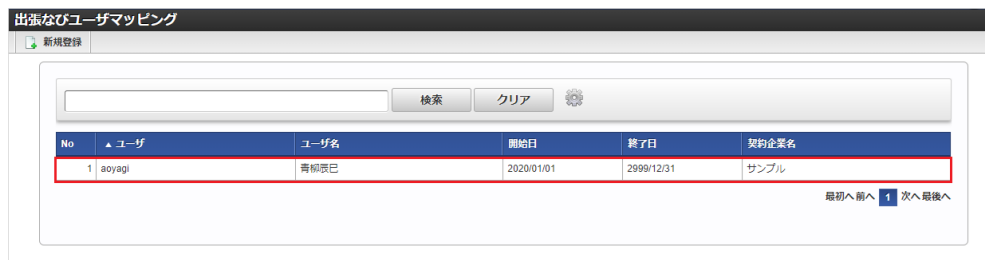 出張なびユーザマッピング
新規登録
検索 クリア
No ▲ ユーザ ユーザ名 開始日 終了日 契約企業名
1 aoyagi 青柳辰巳 2020/01/01 2999/12/31 サンプル
最初へ 前へ 1 次へ 最後へ